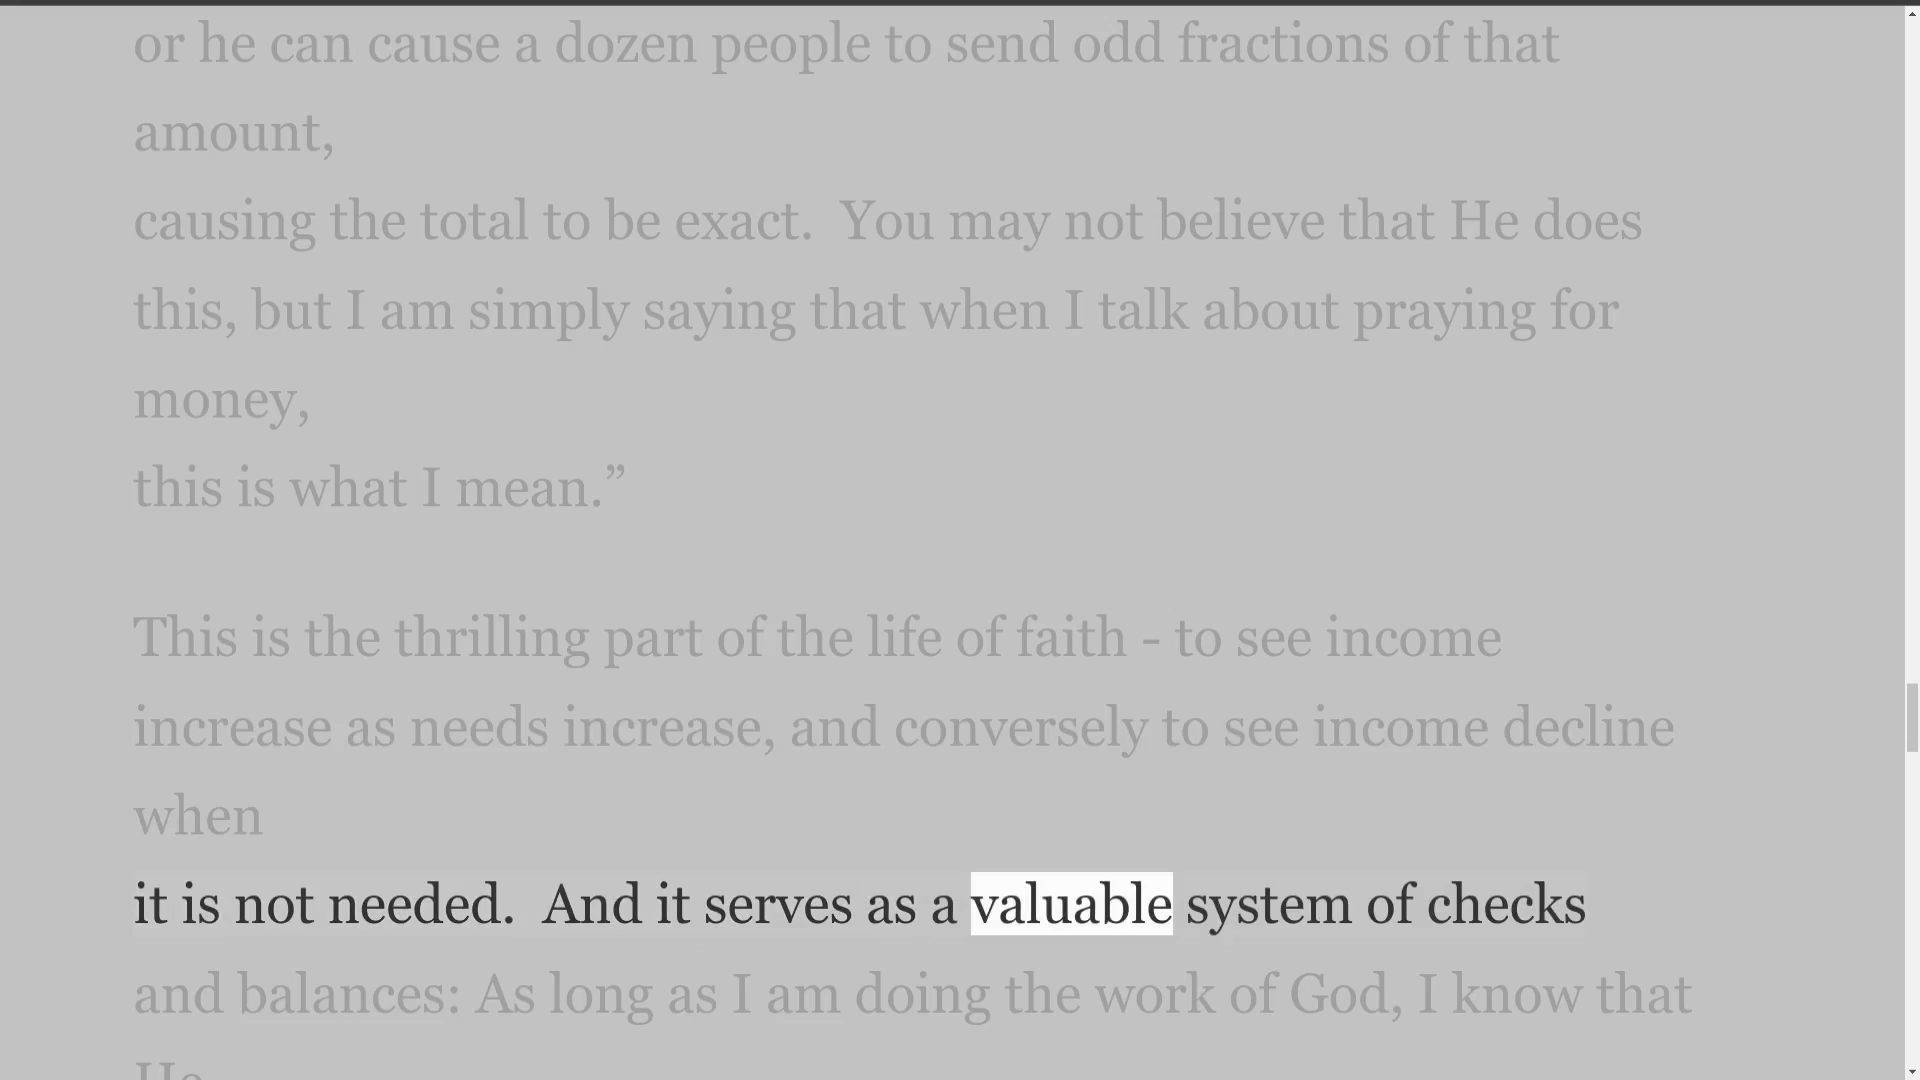 or he can cause a dozen people to send odd fractions of that
amount,
causing the total to be exact.  You may not believe that He does
this, but I am simply saying that when I talk about praying for
money,
this is what I mean.”
This is the thrilling part of the life of faith - to see income
increase as needs increase, and conversely to see income decline
when
it is not needed.  And it serves as a valuable system of checks
and balances: As long as I am doing the work of God, I know that
He